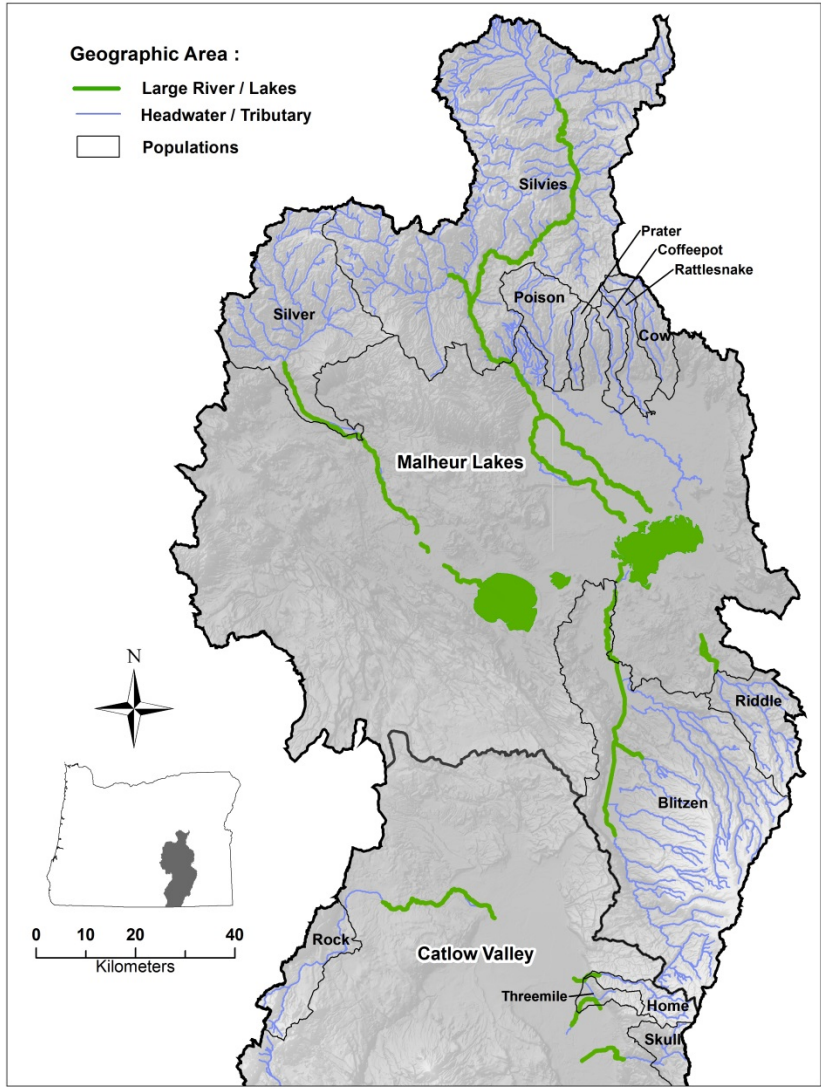 Geographic Area :
Large River / Lakes
Headwater / Tributary
Populations
Silvies
Prater
Coffeepot
Rattlesnake
Poison
Silver
Cow
Malheur Lakes
N
Riddle
Blitzen
0 10 20 40
Kilometers
Rock
Catlow Valley
Threemile
Home
Skull